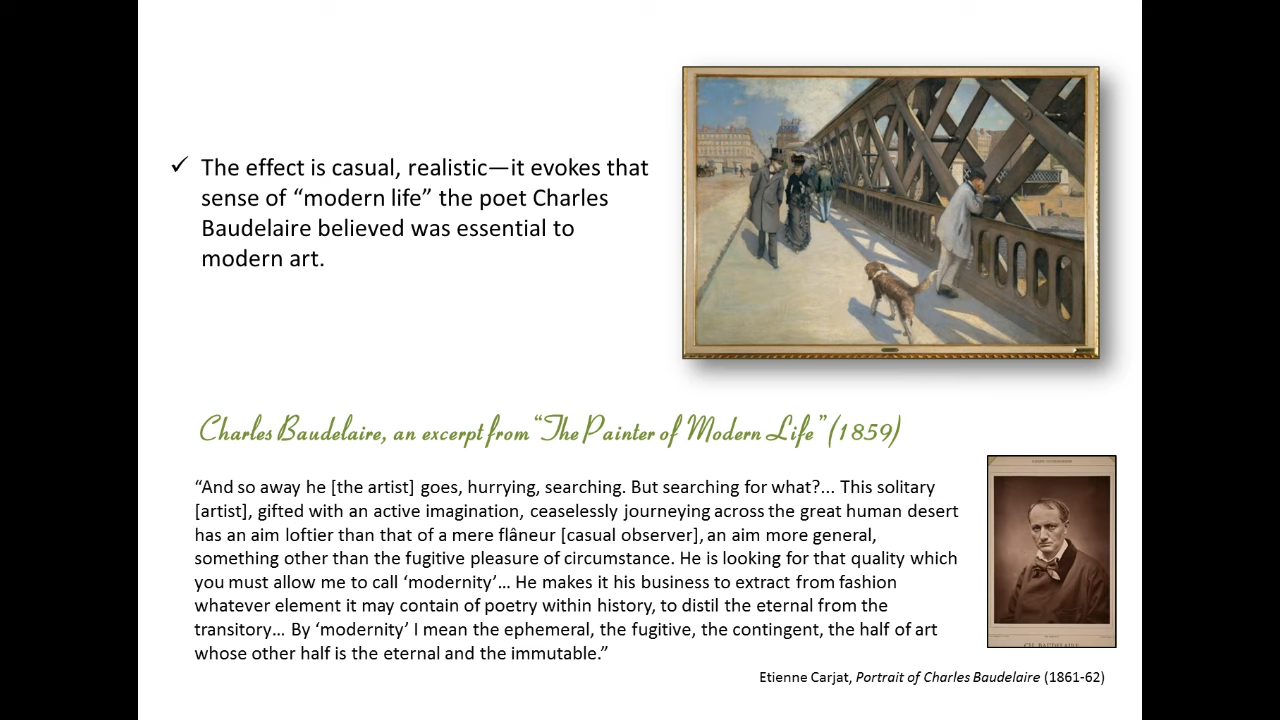 ✓ The effect is casual, realistic—it evokes that
sense of “modern life” the poet Charles
Baudelaire believed was essential to
modern art.
Charles Baudelaire, an excerpt from “The Painter of Modern Life” (1859)
“And so away he [the artist] goes, hurrying, searching. But searching for what?... This solitary
[artist], gifted with an active imagination, ceaselessly journeying across the great human desert
has an aim loftier than that of a mere flâneur [casual observer], an aim more general,
something other than the fugitive pleasure of circumstance. He is looking for that quality which
you must allow me to call ‘modernity’... He makes it his business to extract from fashion
whatever element it may contain of poetry within history, to distil the eternal from the
transitory... By ‘modernity’ I mean the ephemeral, the fugitive, the contingent, the half of art
whose other half is the eternal and the immutable.”
CH. BAUDELAIRE
Etienne Carjat, Portrait of Charles Baudelaire (1861-62)